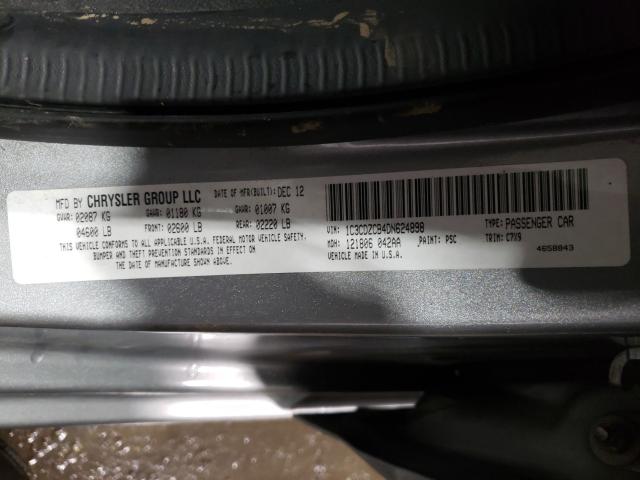 MFD BY CHRYSLER GROUP LLC DATE OF MFR(BUILT): DEC 12
GVWR: 02087 KG GAWR: 01180 KG GAWR: 01007 KG
04600 LB FRONT: 02600 LB REAR: 02220 LB
THIS VEHICLE CONFORMS TO ALL APPLICABLE U.S.A. FEDERAL MOTOR VEHICLE SAFETY,
BUMPER AND THEFT PREVENTION STANDARDS IN EFFECT ON
THE DATE OF MANUFACTURE SHOWN ABOVE.
VIN: 1C3CDZCB4DN624898 TYPE: PASSENGER CAR
MDH: 121806 042AA PAINT: PSC TRIM: C7X9
VEHICLE MADE IN U.S.A. 4658843